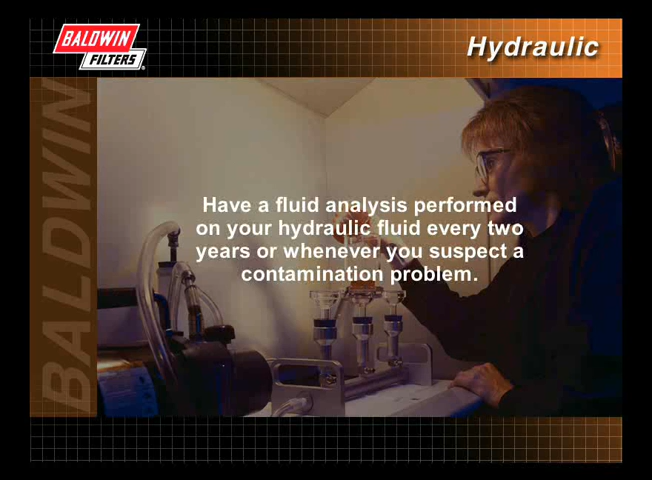 BALDWIN
FILTERS
Hydraulic
BALDWIN
Have a fluid analysis performed
on your hydraulic fluid every two
years or whenever you suspect a
contamination problem.